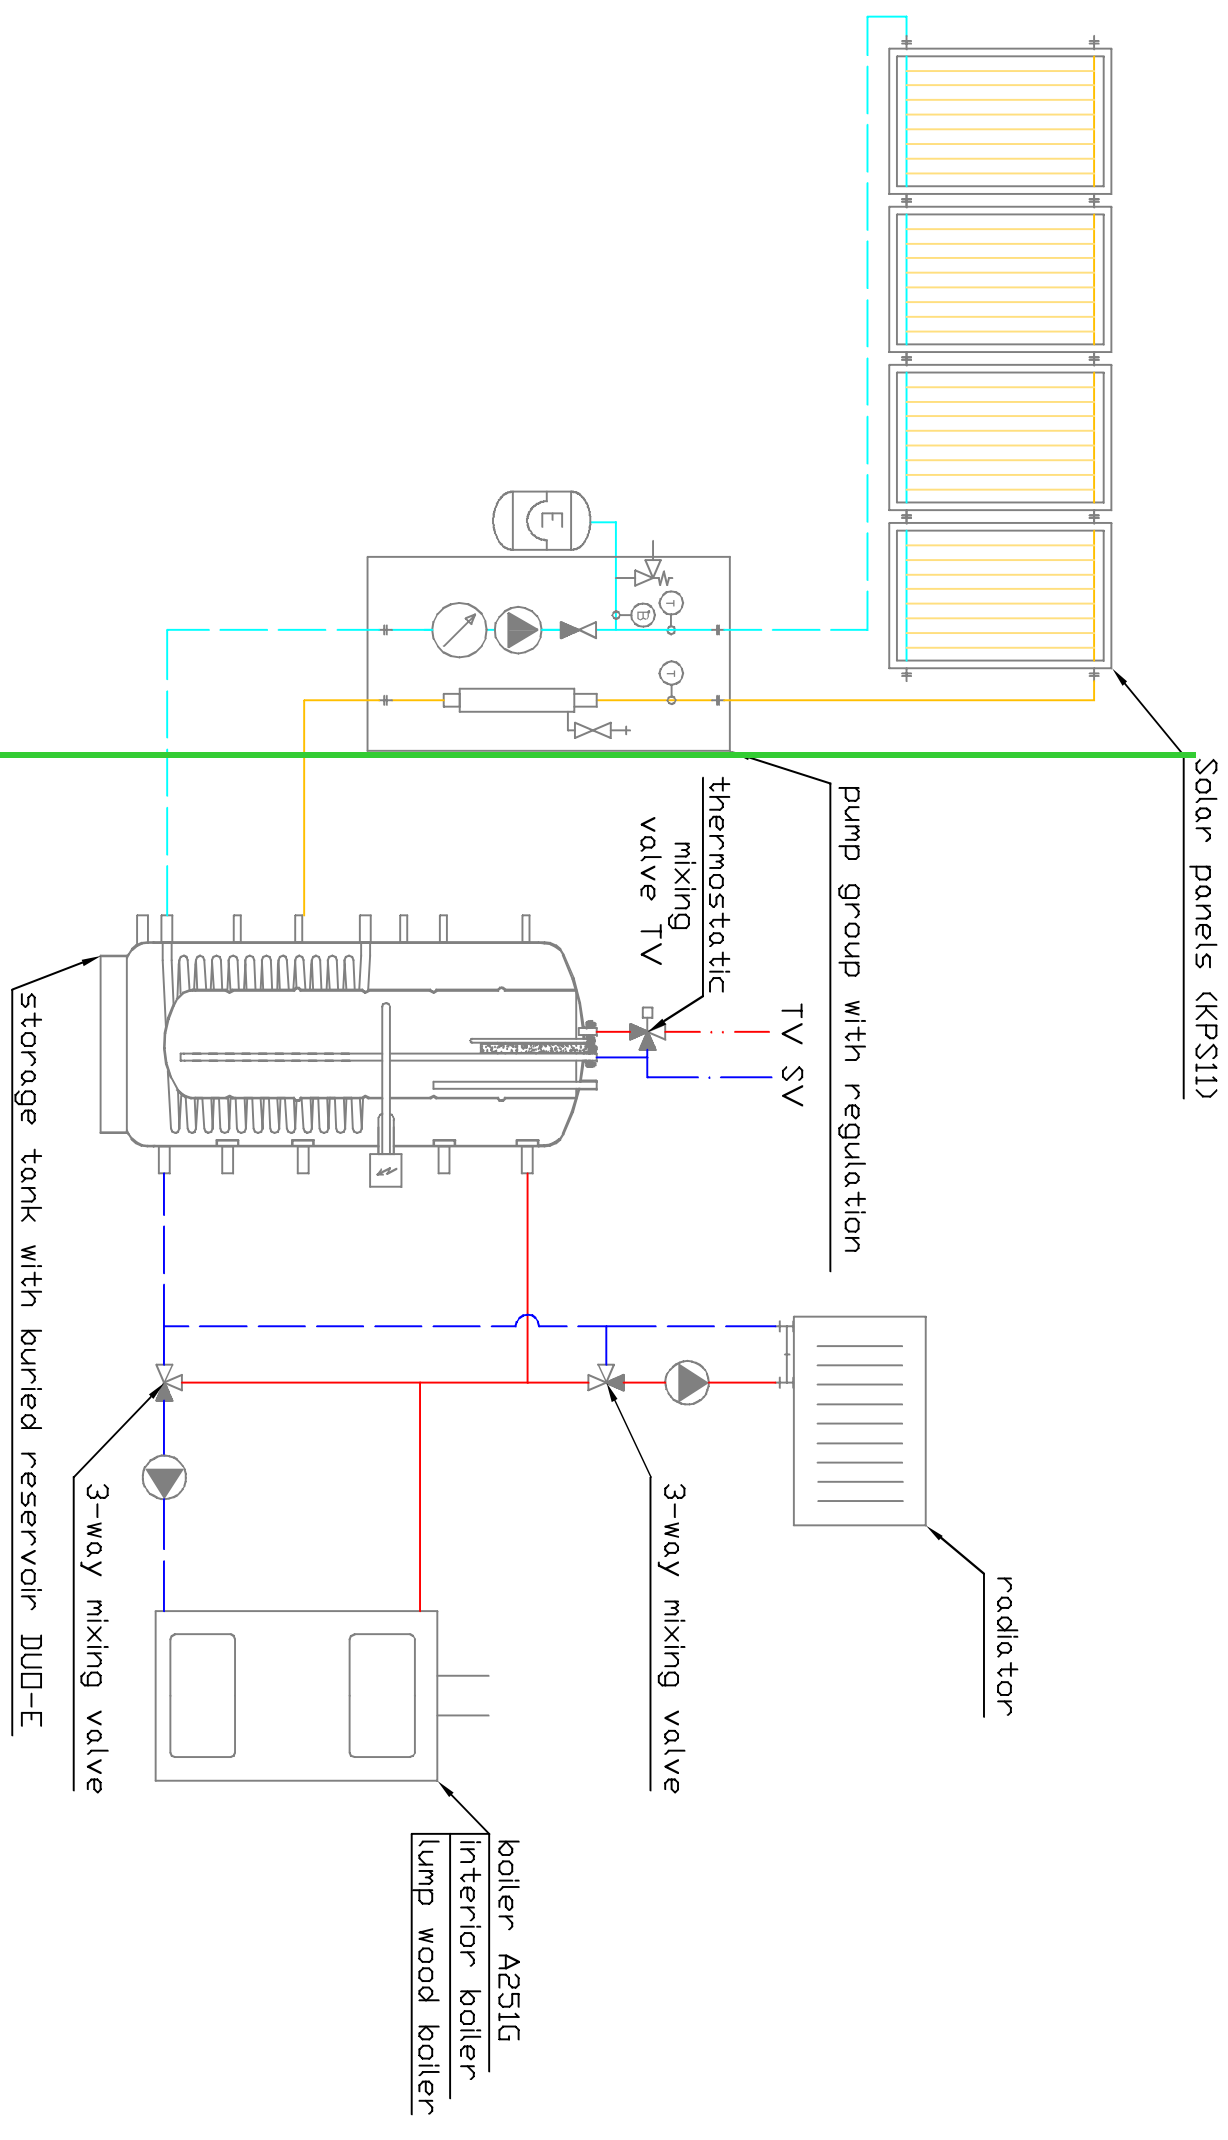 Solar panels (KPS11)
pump group with regulation
thermostatic
mixing
valve TV
TV
SV
E
T
B
T
radiator
3-way mixing valve
3-way mixing valve
storage tank with buried reservoir DUO-E
boiler A251G
interior boiler
lump wood boiler